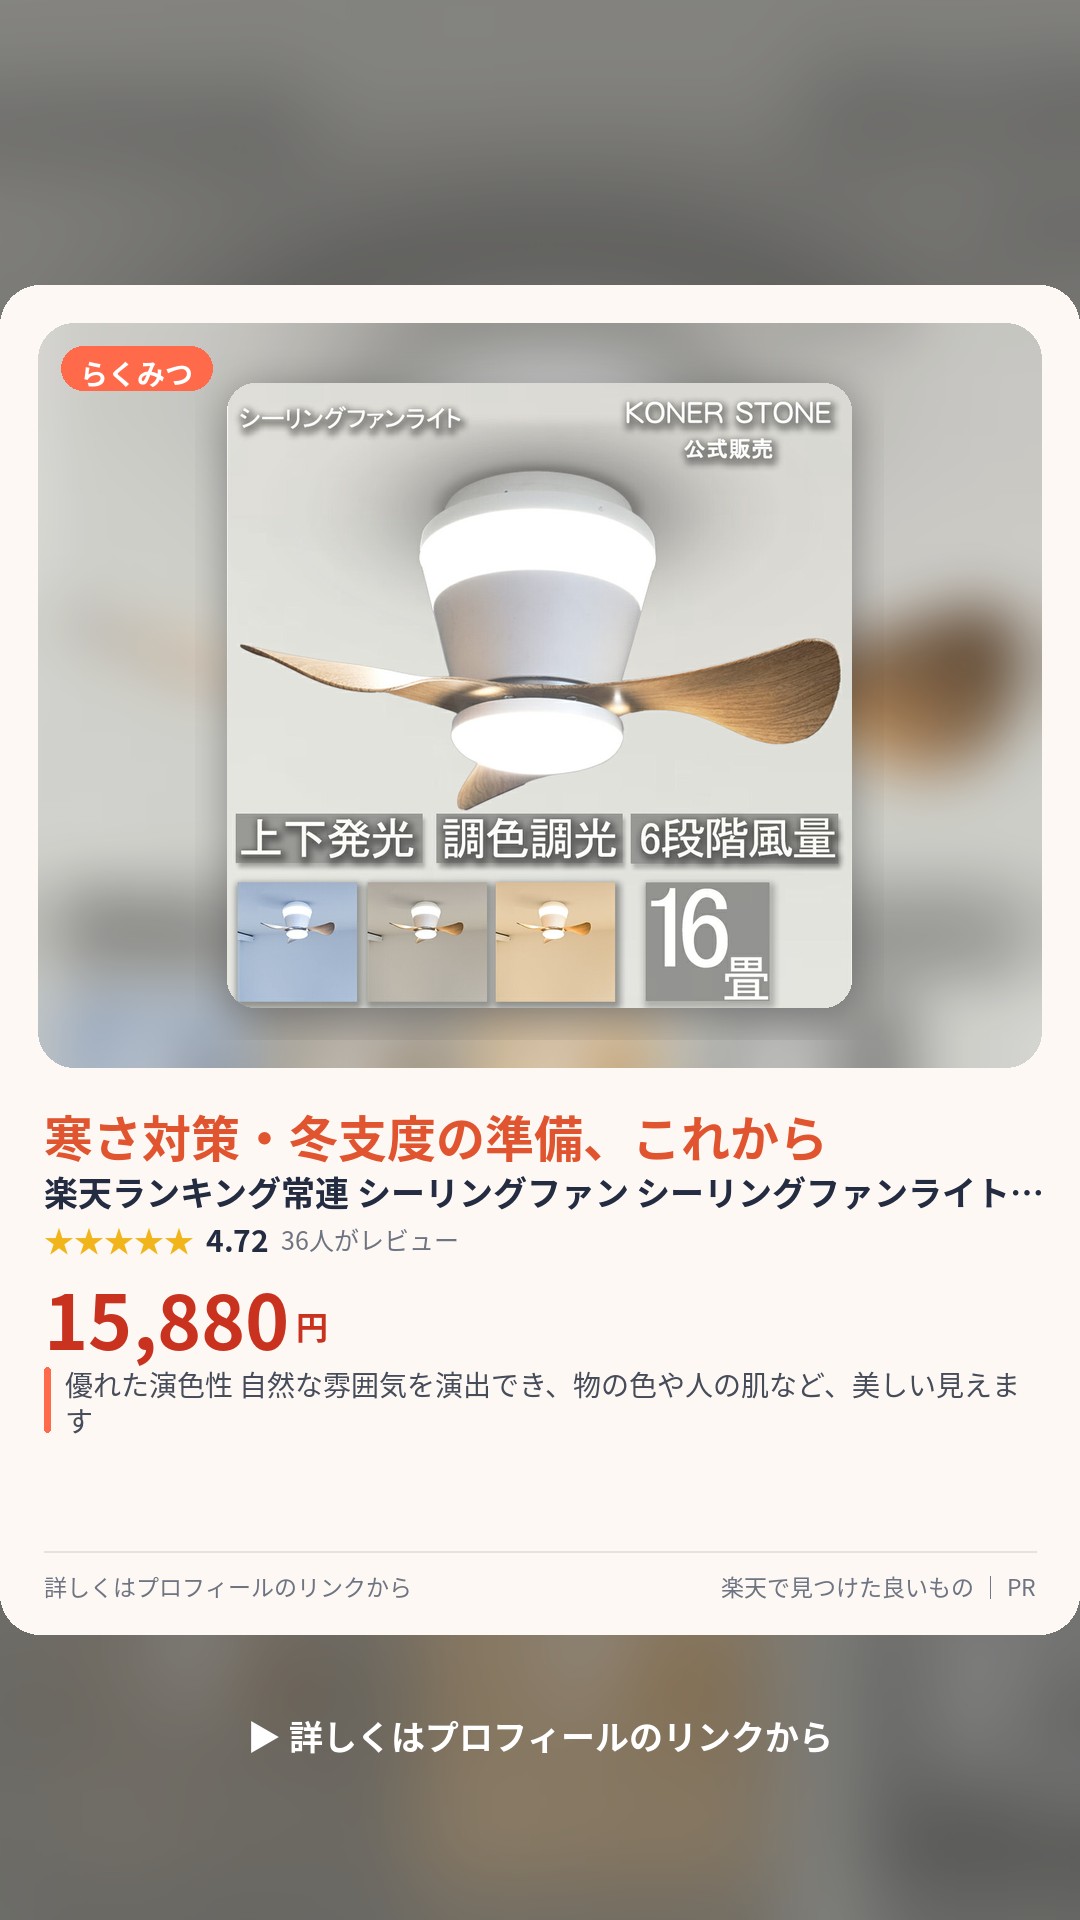 らくみつ
シーリングファンライト
KONER STONE
公式販売
上下発光 調色調光 6段階風量
16畳
寒さ対策・冬支度の準備、これから
楽天ランキング常連 シーリングファン シーリングファンライト…
★★★★★ 4.72 36人がレビュー
15,880円
優れた演色性 自然な雰囲気を演出でき、物の色や人の肌など、美しい見えま
す
詳しくはプロフィールのリンクから
楽天で見つけた良いもの｜PR
▶ 詳しくはプロフィールのリンクから